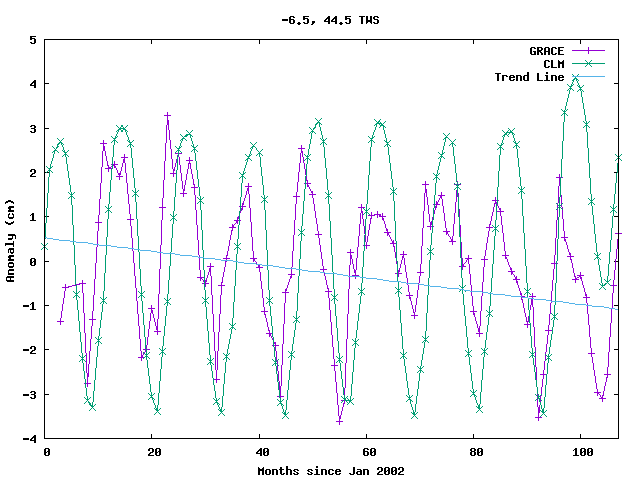 -6.5, 44.5 TWS
GRACE
CLM
Trend Line
5
4
3
2
1
0
-1
-2
-3
-4
Anomaly (cm)
0 20 40 60 80 100
Months since Jan 2002